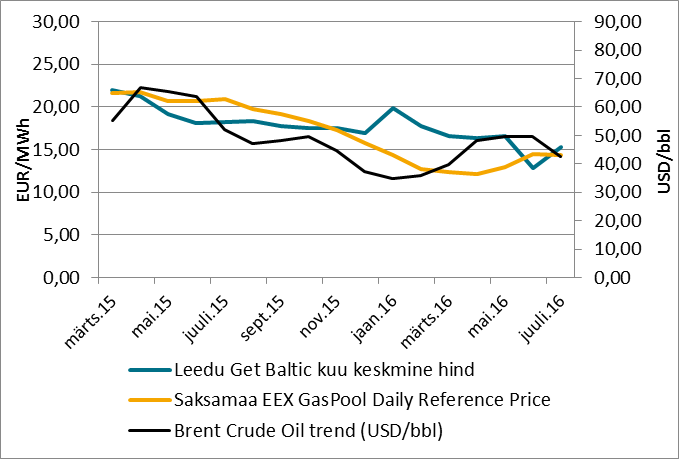 30,00
25,00
20,00
15,00
10,00
5,00
0,00
EUR/MWh
90,00
80,00
70,00
60,00
50,00
40,00
30,00
20,00
10,00
0,00
USD/bbl
märts.15
mai.15
juuli.15
sept.15
nov.15
jaan.16
märts.16
mai.16
juuli.16
Leedu Get Baltic kuu keskmine hind
Saksamaa EEX GasPool Daily Reference Price
Brent Crude Oil trend (USD/bbl)